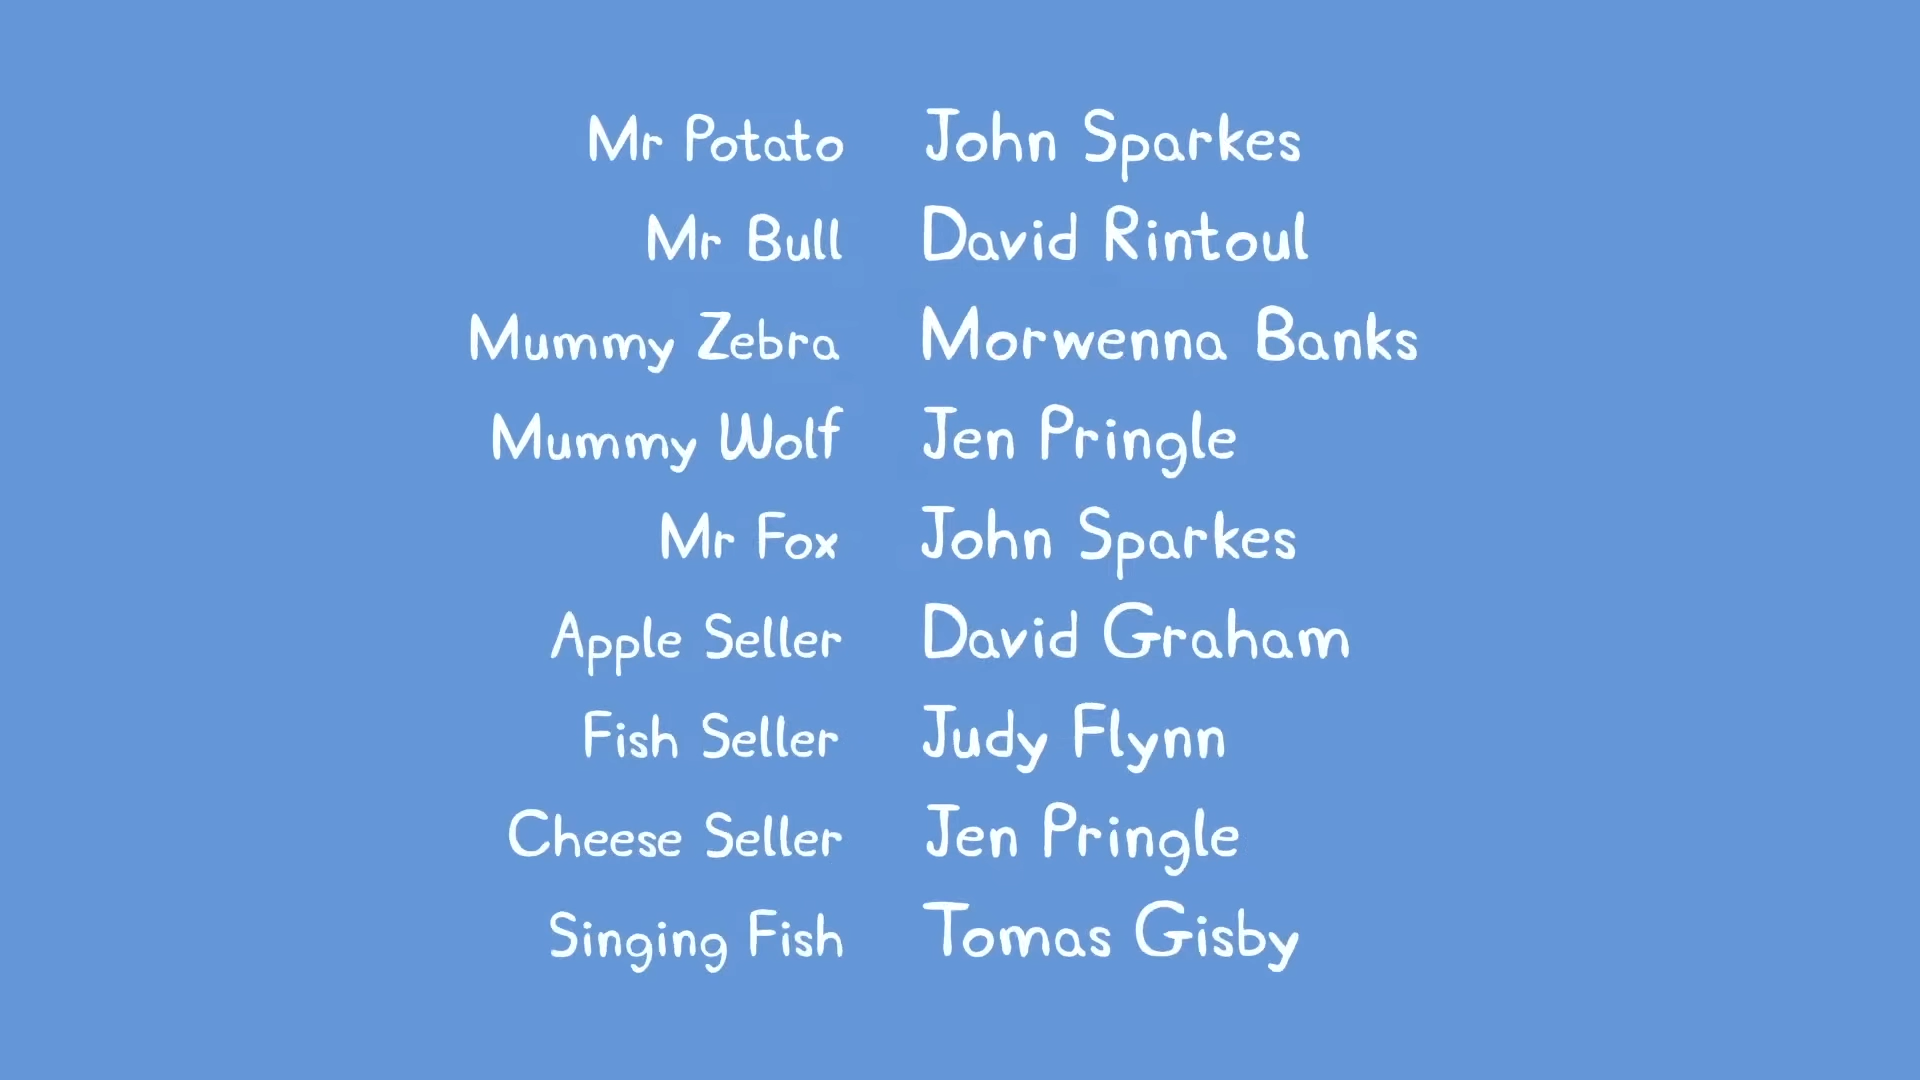 Mr Potato John Sparkes
Mr Bull David Rintoul
Mummy Zebra Morwenna Banks
Mummy Wolf Jen Pringle
Mr Fox John Sparkes
Apple Seller David Graham
Fish Seller Judy Flynn
Cheese Seller Jen Pringle
Singing Fish Tomas Gisby